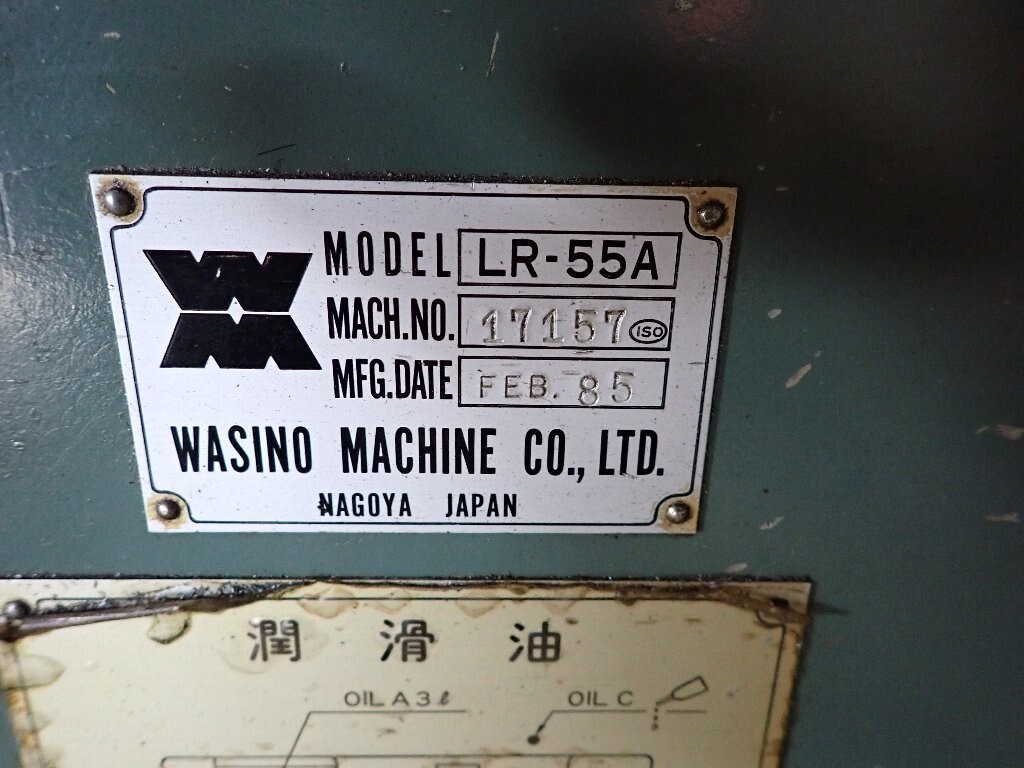 MODEL LR-55A
MACH.NO. 17157 ISO
MFG.DATE FEB. 85
WASINO MACHINE CO., LTD.
NAGOYA JAPAN
潤滑油
OIL A 3ℓ OIL C